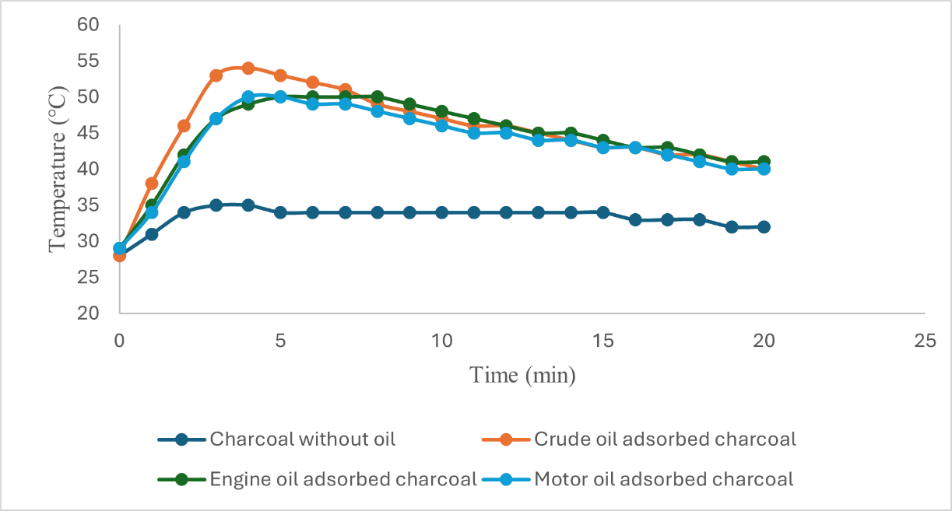 60
55
50
45
40
35
30
25
20
Temperature (°C)
0 5 10 15 20 25
Time (min)
Charcoal without oil Crude oil adsorbed charcoal
Engine oil adsorbed charcoal Motor oil adsorbed charcoal